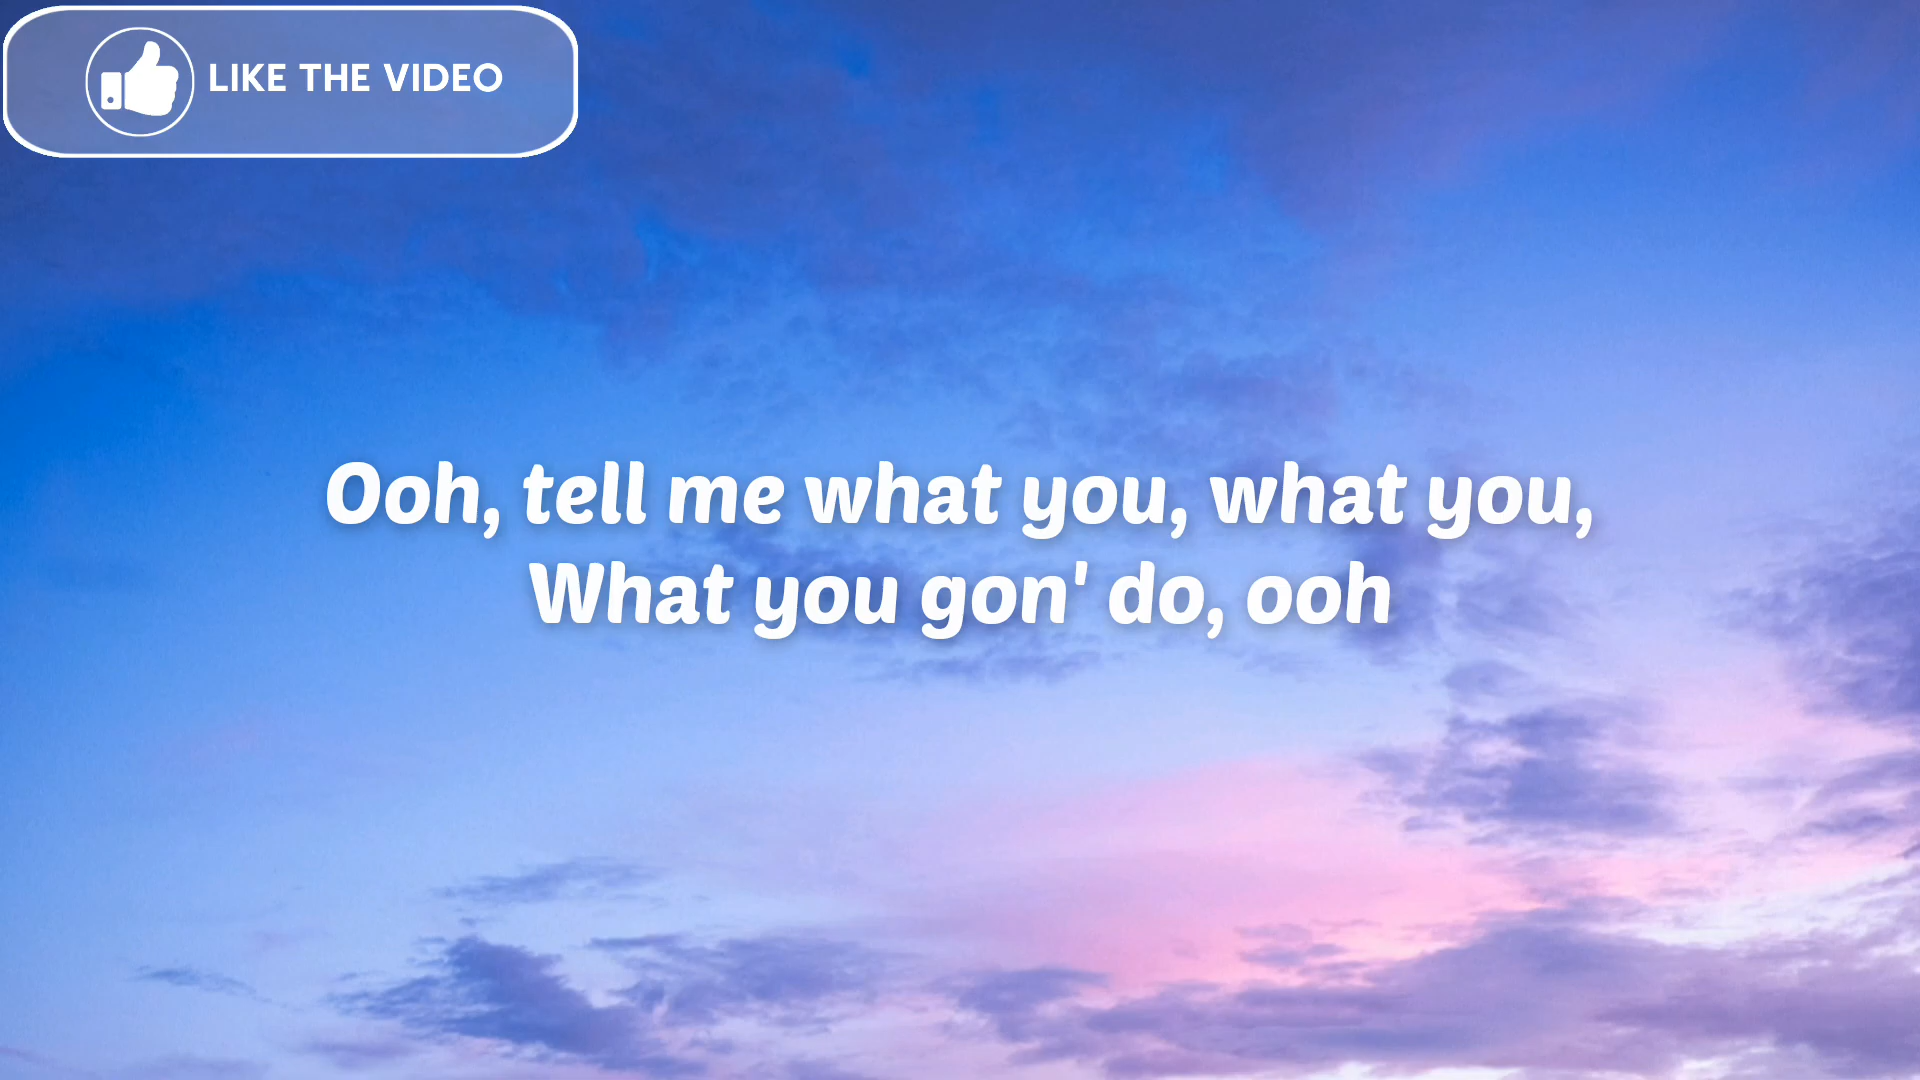 LIKE THE VIDEO
Ooh, tell me what you, what you,
What you gon' do, ooh